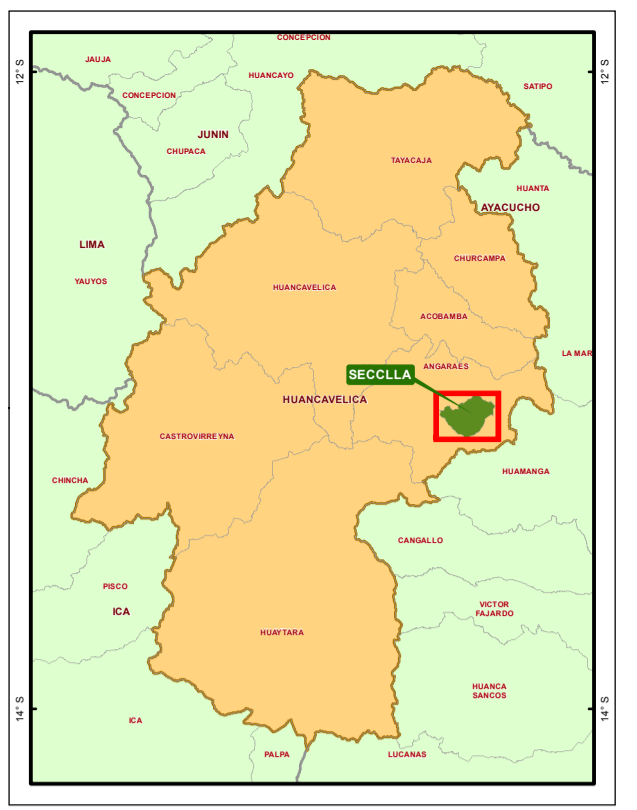 CONCEPCION
JAUJA
12° S
12° S
HUANCAYO
SATIPO
CONCEPCION
JUNIN
CHUPACA
TAYACAJA
HUANTA
AYACUCHO
LIMA
CHURCAMPA
YAUYOS
HUANCAVELICA
ACOBAMBA
LA MAR
ANGARAES
SECCLLA
HUANCAVELICA
CASTROVIRREYNA
HUAMANGA
CHINCHA
CANGALLO
PISCO
ICA
VICTOR
FAJARDO
HUAYTARA
HUANCA
SANCOS
14° S
14° S
ICA
PALPA
LUCANAS